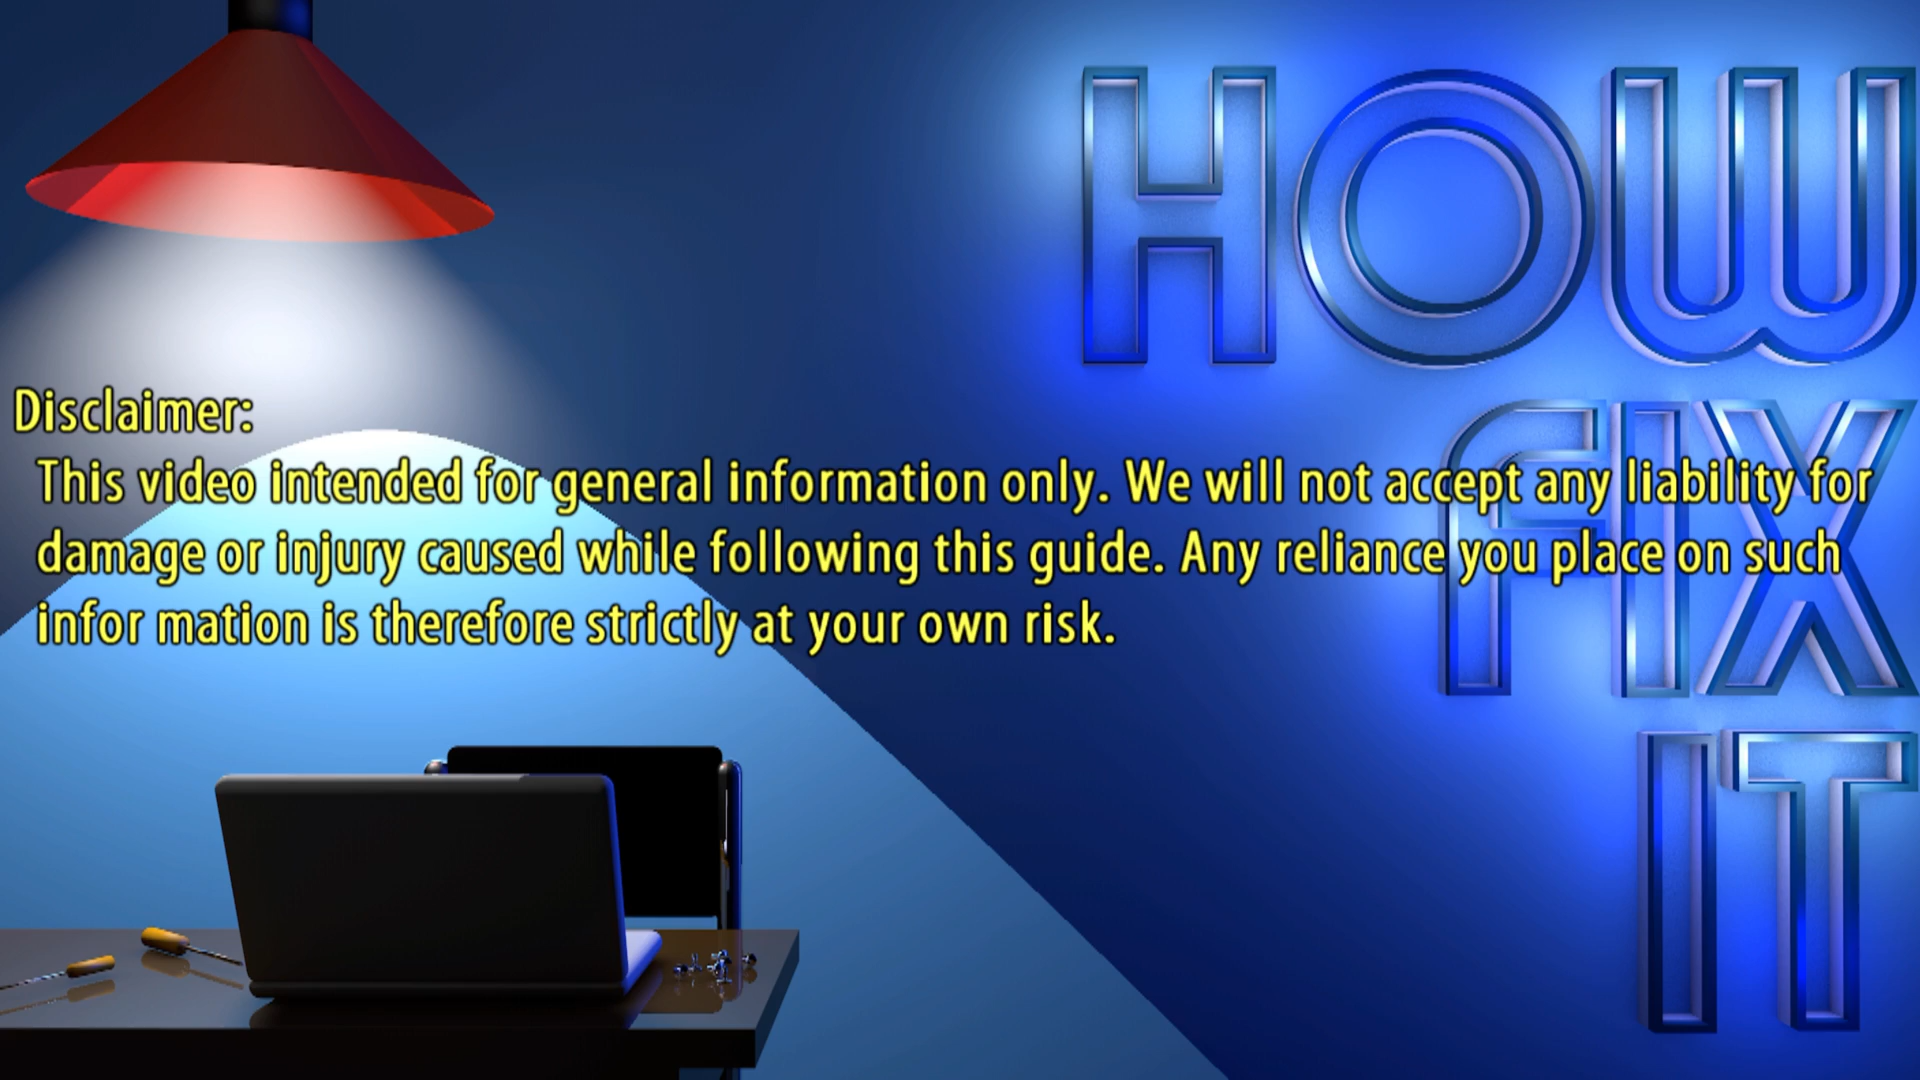 HOW
FIX
IT
Disclaimer:
This video intended for general information only. We will not accept any liability for
damage or injury caused while following this guide. Any reliance you place on such
infor mation is therefore strictly at your own risk.